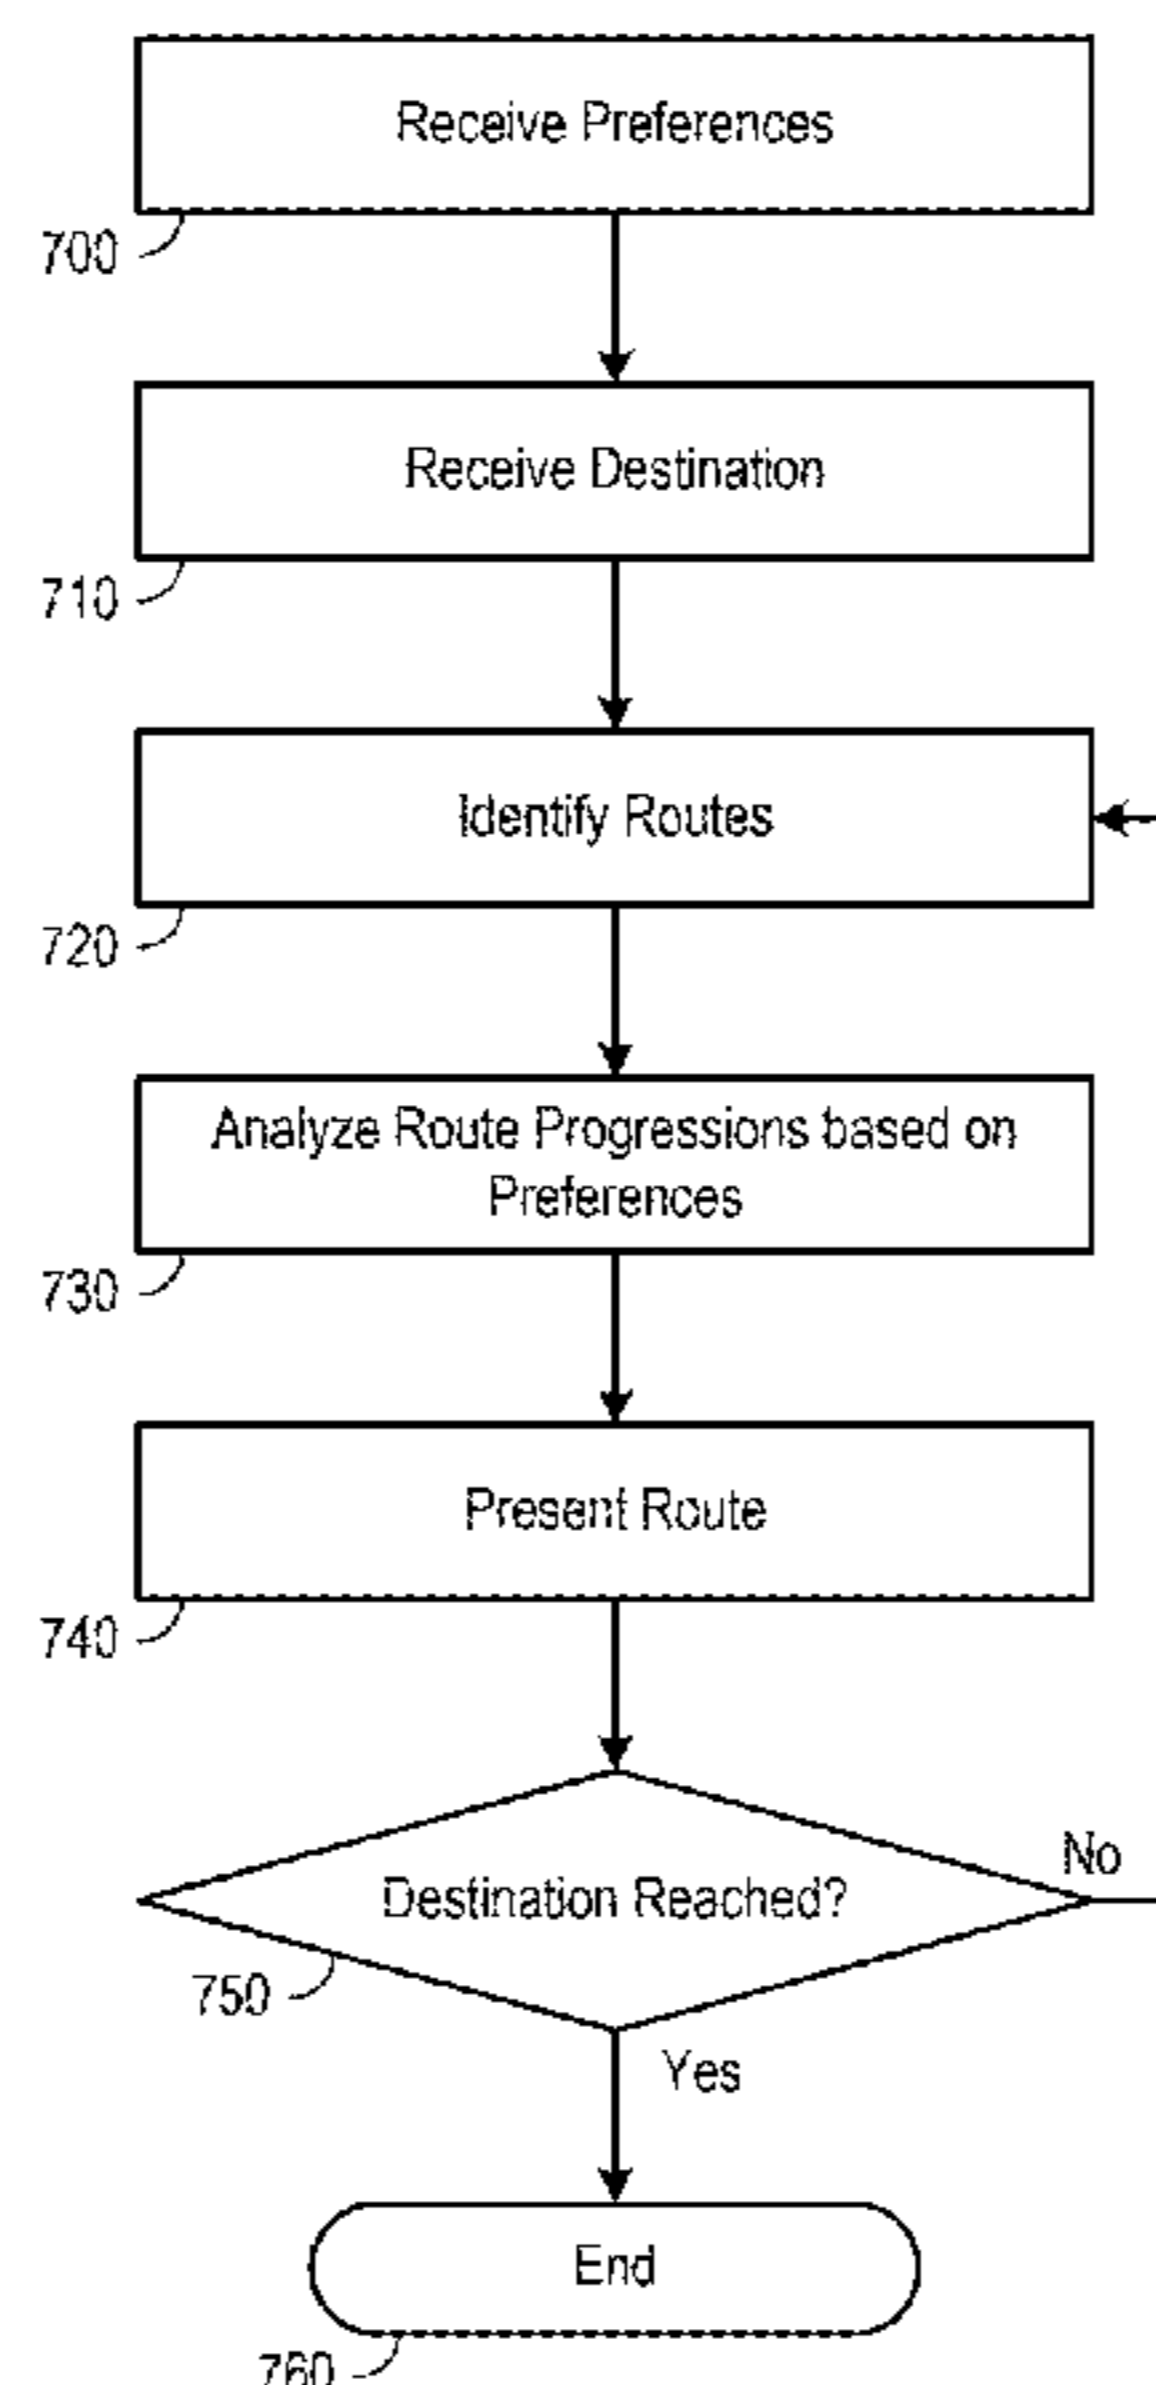 Receive Preferences
700
Receive Destination
710
Identify Routes
720
Analyze Route Progressions based on
Preferences
730
Present Route
740
No
Destination Reached?
750
Yes
End
760